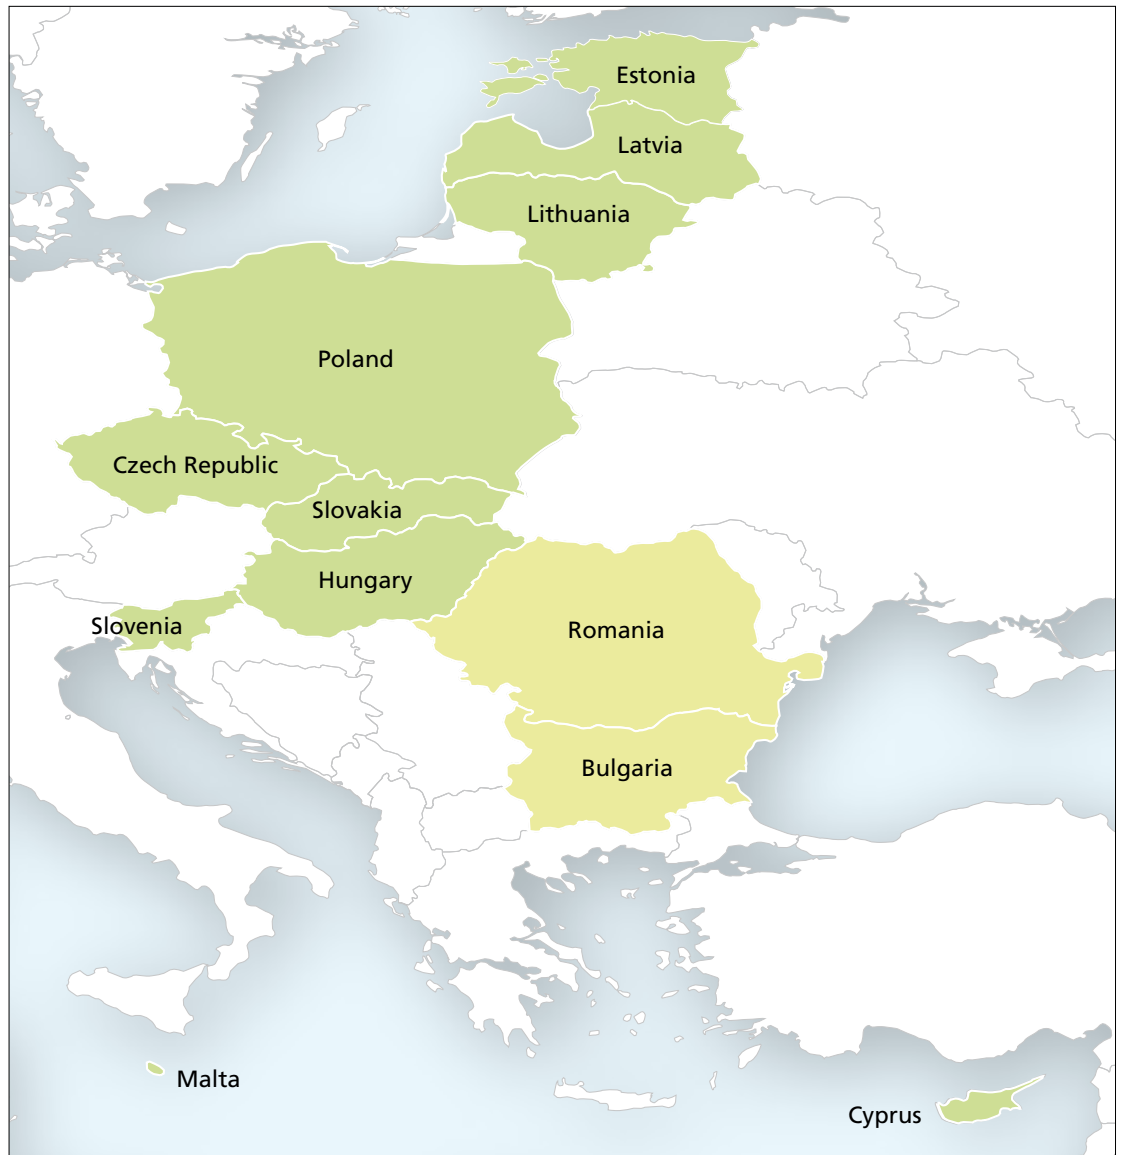 Estonia
Latvia
Lithuania
Poland
Czech Republic
Slovakia
Hungary
Slovenia
Romania
Bulgaria
Malta
Cyprus